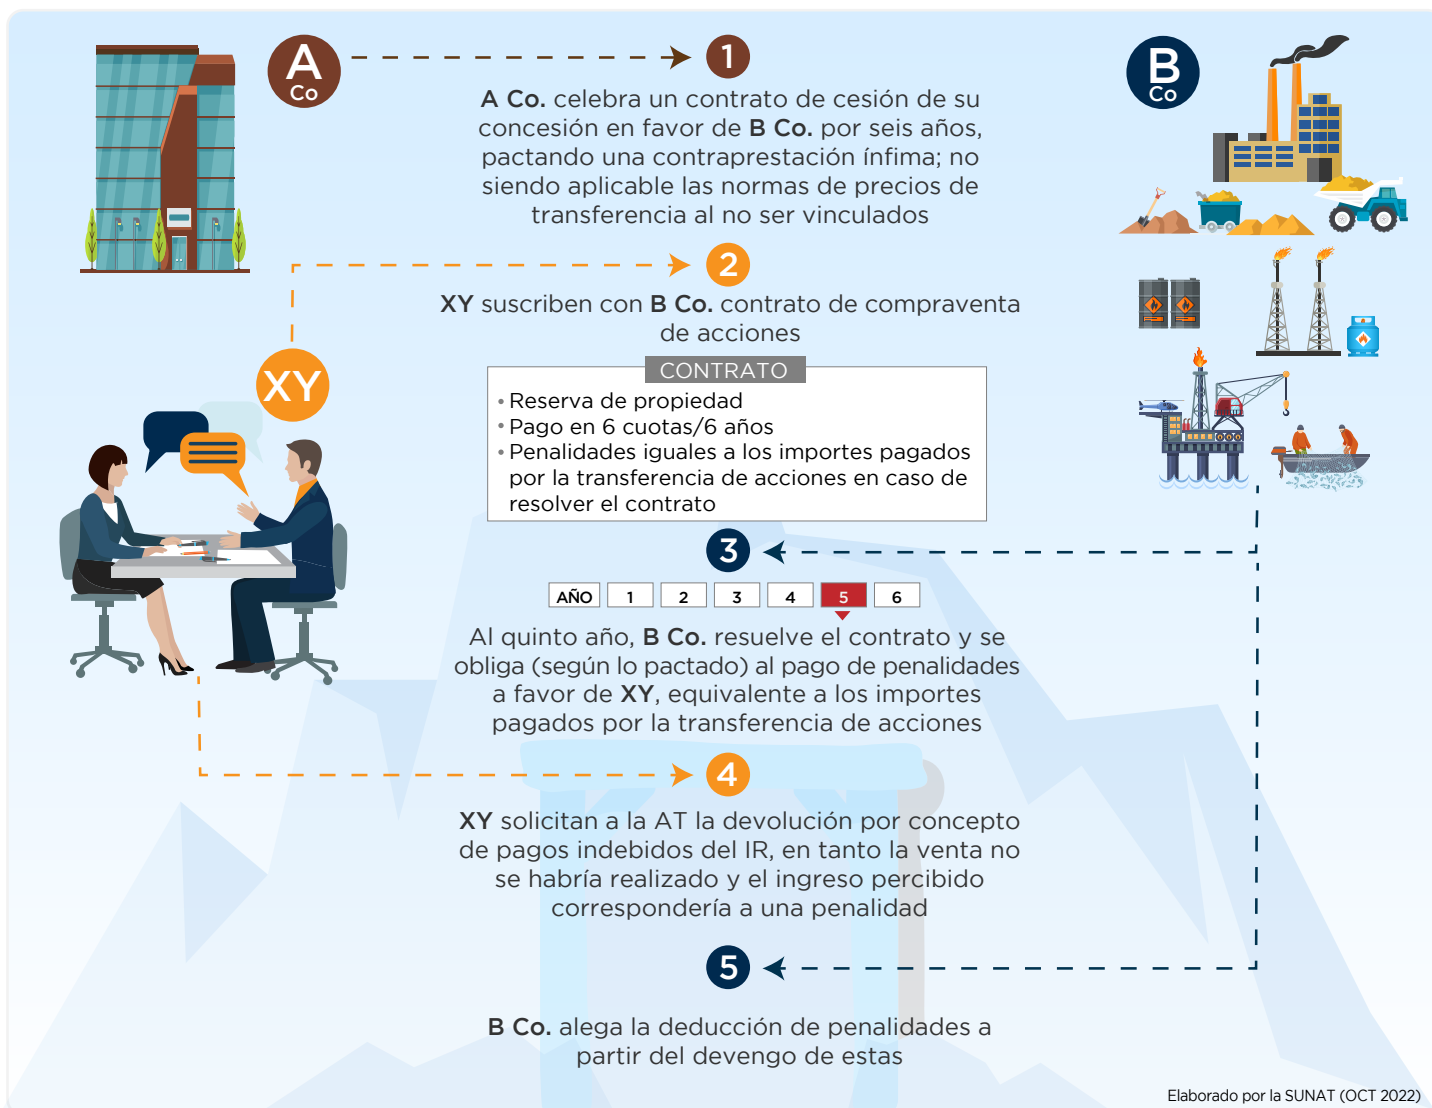 A
Co
1
B
Co
A Co. celebra un contrato de cesión de su
concesión en favor de B Co. por seis años,
pactando una contraprestación ínfima; no
siendo aplicable las normas de precios de
transferencia al no ser vinculados
2
XY suscriben con B Co. contrato de compraventa
de acciones
XY
CONTRATO
• Reserva de propiedad
• Pago en 6 cuotas/6 años
• Penalidades iguales a los importes pagados
por la transferencia de acciones en caso de
resolver el contrato
3
AÑO 1 2 3 4 5 6
Al quinto año, B Co. resuelve el contrato y se
obliga (según lo pactado) al pago de penalidades
a favor de XY, equivalente a los importes
pagados por la transferencia de acciones
4
XY solicitan a la AT la devolución por concepto
de pagos indebidos del IR, en tanto la venta no
se habría realizado y el ingreso percibido
correspondería a una penalidad
5
B Co. alega la deducción de penalidades a
partir del devengo de estas
Elaborado por la SUNAT (OCT 2022)